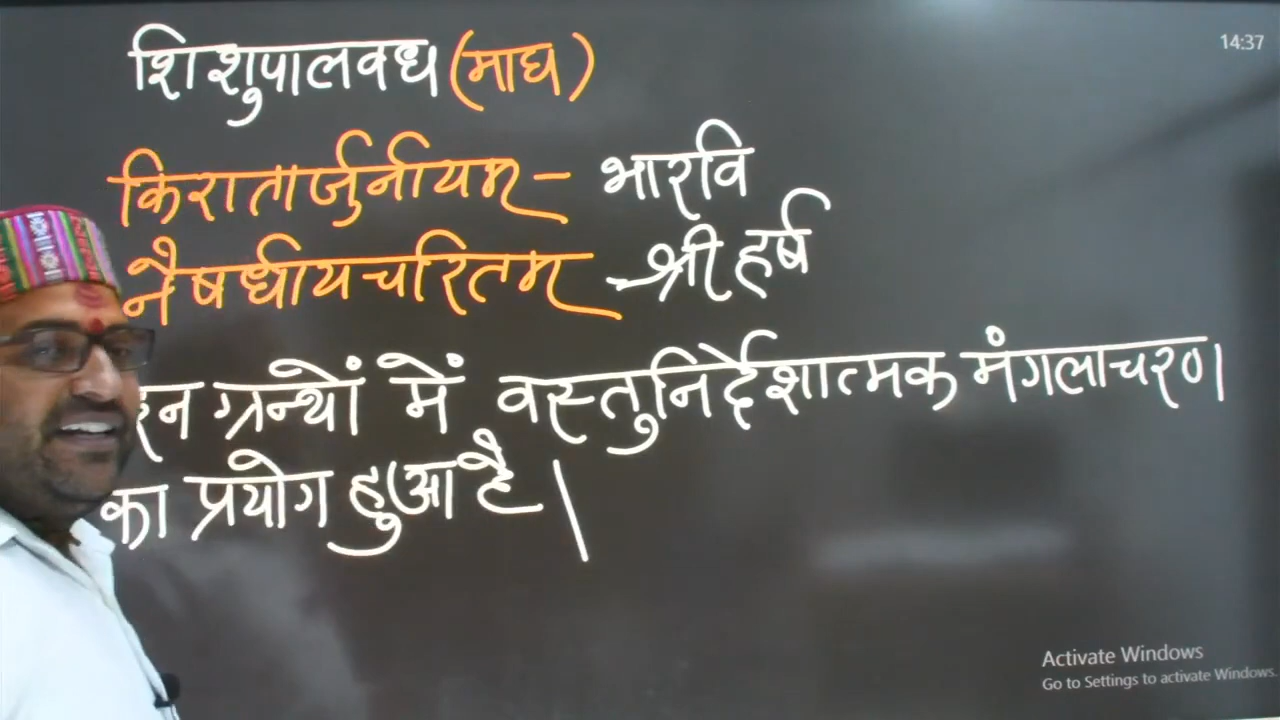 14:37
शिशुपालवध (माघ)
किरातार्जुनीयम् - भारवि
नैषधीयचरितम् - श्री हर्ष
इन ग्रन्थों में वस्तुनिर्देशात्मक मंगलाचरण
का प्रयोग हुआ है |
Activate Windows
Go to Settings to activate Windows.